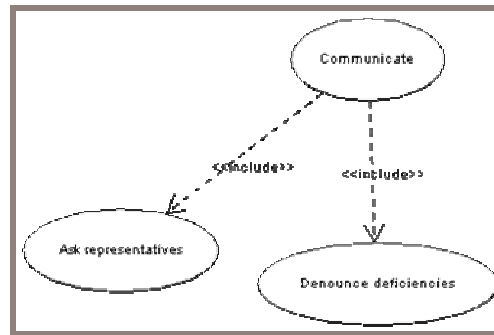 Communicate
<<include>>
<<include>>
Ask representatives
Denounce deficiencies